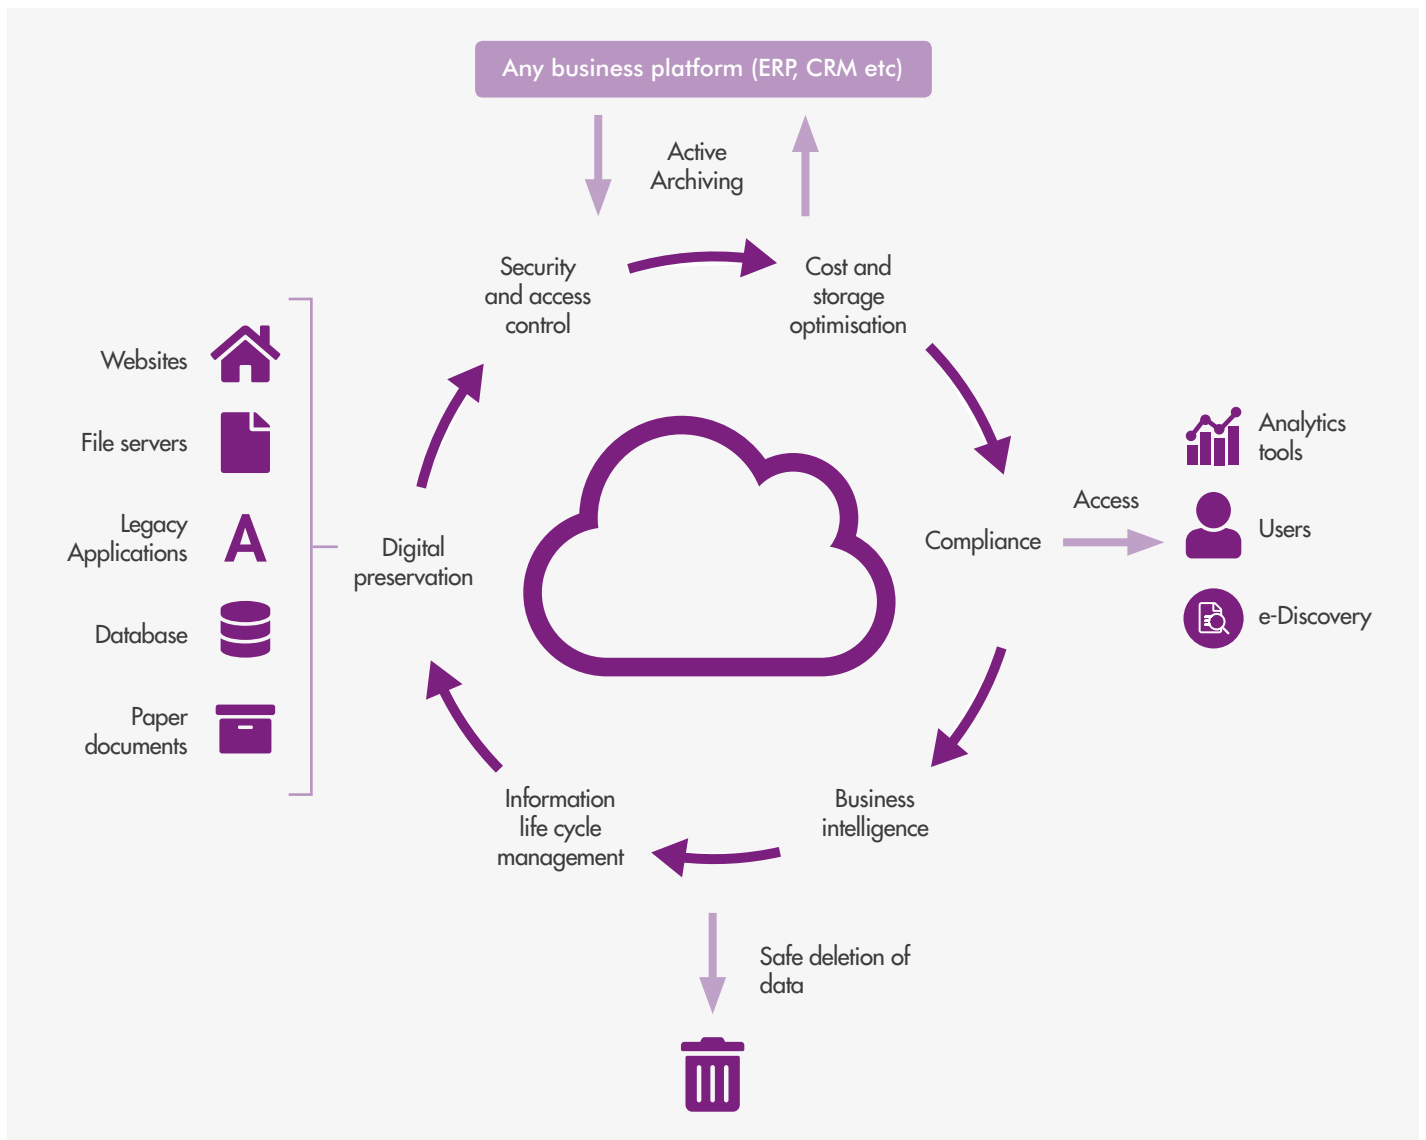 Any business platform (ERP, CRM etc)
Active
Archiving
Security
and access
control
Cost and
storage
optimisation
Websites
File servers
Legacy
Applications
Database
Paper
documents
Digital
preservation
Compliance
Access
Analytics
tools
Users
e-Discovery
Information
life cycle
management
Business
intelligence
Safe deletion of
data